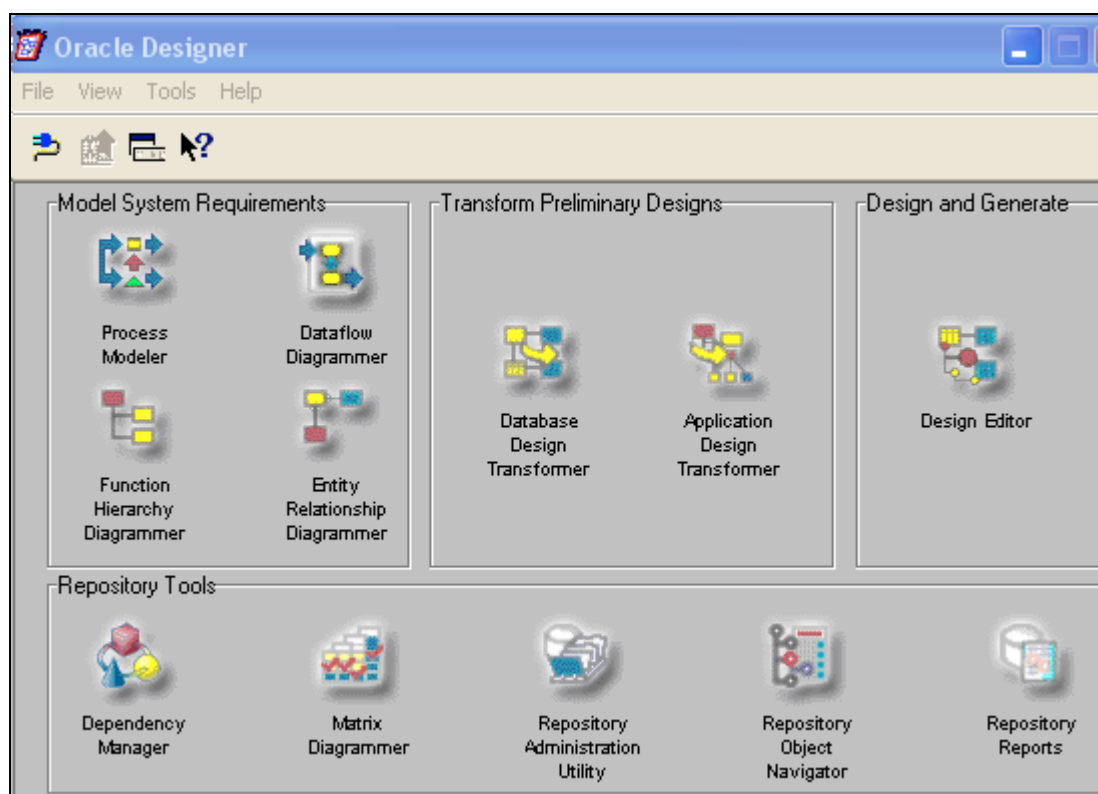 Oracle Designer
File View Tools Help
Model System Requirements
Process
Modeler
Dataflow
Diagrammer
Function
Hierarchy
Diagrammer
Entity
Relationship
Diagrammer
Transform Preliminary Designs
Database
Design
Transformer
Application
Design
Transformer
Design and Generate
Design Editor
Repository Tools
Dependency
Manager
Matrix
Diagrammer
Repository
Administration
Utility
Repository
Object
Navigator
Repository
Reports